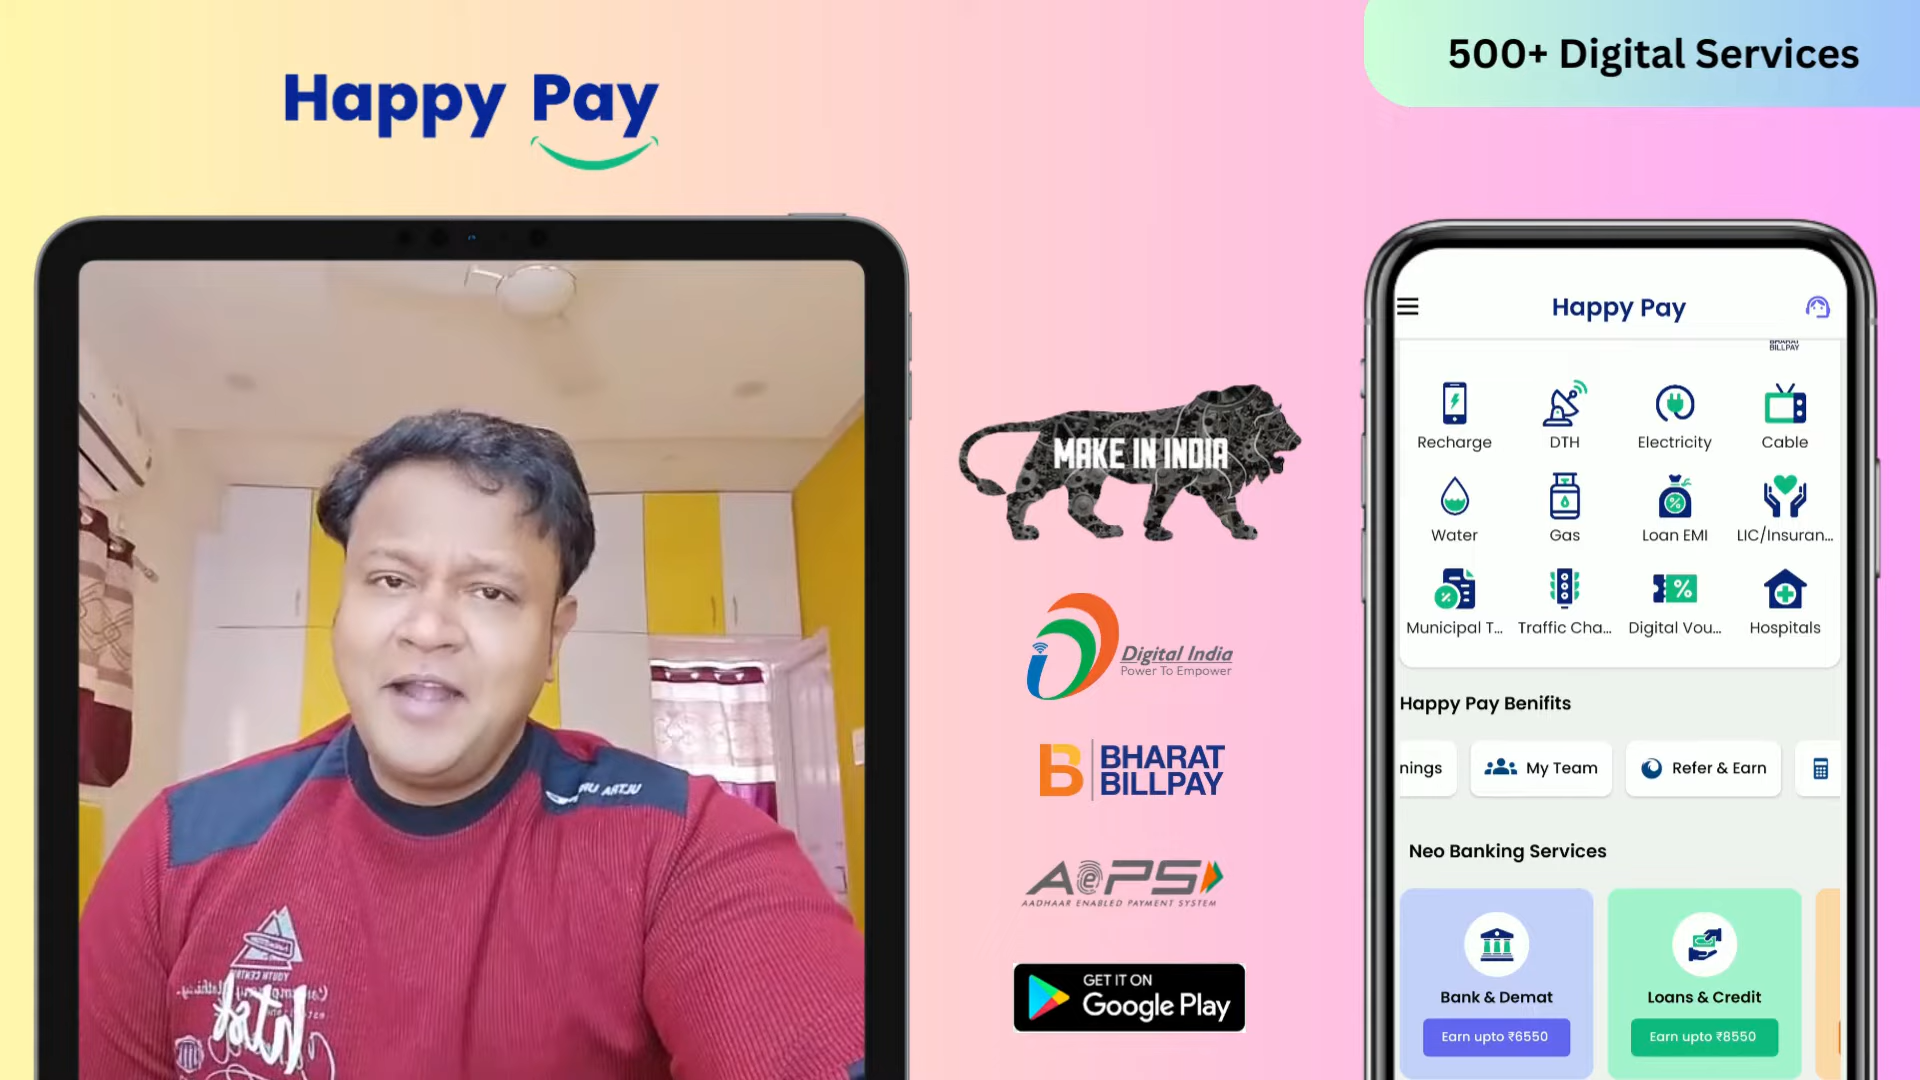 500+ Digital Services
Happy Pay
MAKE IN INDIA
Digital India
Power To Empower
BHARAT
BILLPAY
AePS
AADHAAR ENABLED PAYMENT SYSTEM
GET IT ON
Google Play
Happy Pay
BHARAT
BILLPAY
Recharge
DTH
Electricity
Cable
Water
Gas
Loan EMI
LIC/Insuran...
Municipal T...
Traffic Cha...
Digital Vou...
Hospitals
Happy Pay Benifits
nings
My Team
Refer & Earn
Neo Banking Services
Bank & Demat
Loans & Credit
Earn upto ₹6550
Earn upto ₹8550
YOUTH